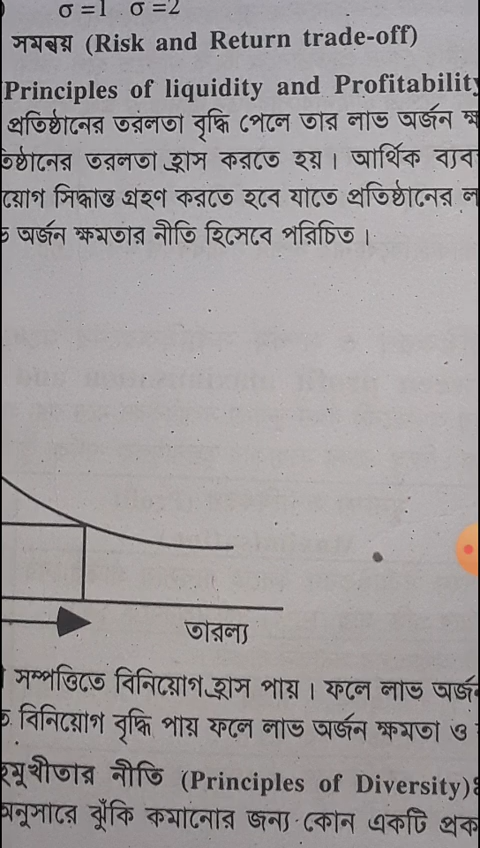 σ =1 σ =2
সমন্বয় (Risk and Return trade-off)
Principles of liquidity and Profitability
প্রতিষ্ঠানের তরলতা বৃদ্ধি পেলে তার লাভ অর্জন ক্ষ
তিষ্ঠানের তরলতা হ্রাস করতে হয়। আর্থিক ব্যব
য়োগ সিদ্ধান্ত গ্রহণ করতে হবে যাতে প্রতিষ্ঠানের ল
ও অর্জন ক্ষমতার নীতি হিসেবে পরিচিত।
তারল্য
সম্পত্তিতে বিনিয়োগ হ্রাস পায়। ফলে লাভ অর্জন
বিনিয়োগ বৃদ্ধি পায় ফলে লাভ অর্জন ক্ষমতা ও
মূখীতার নীতি (Principles of Diversity)ঃ
অনুসারে ঝুঁকি কমানোর জন্য কোন একটি প্রক